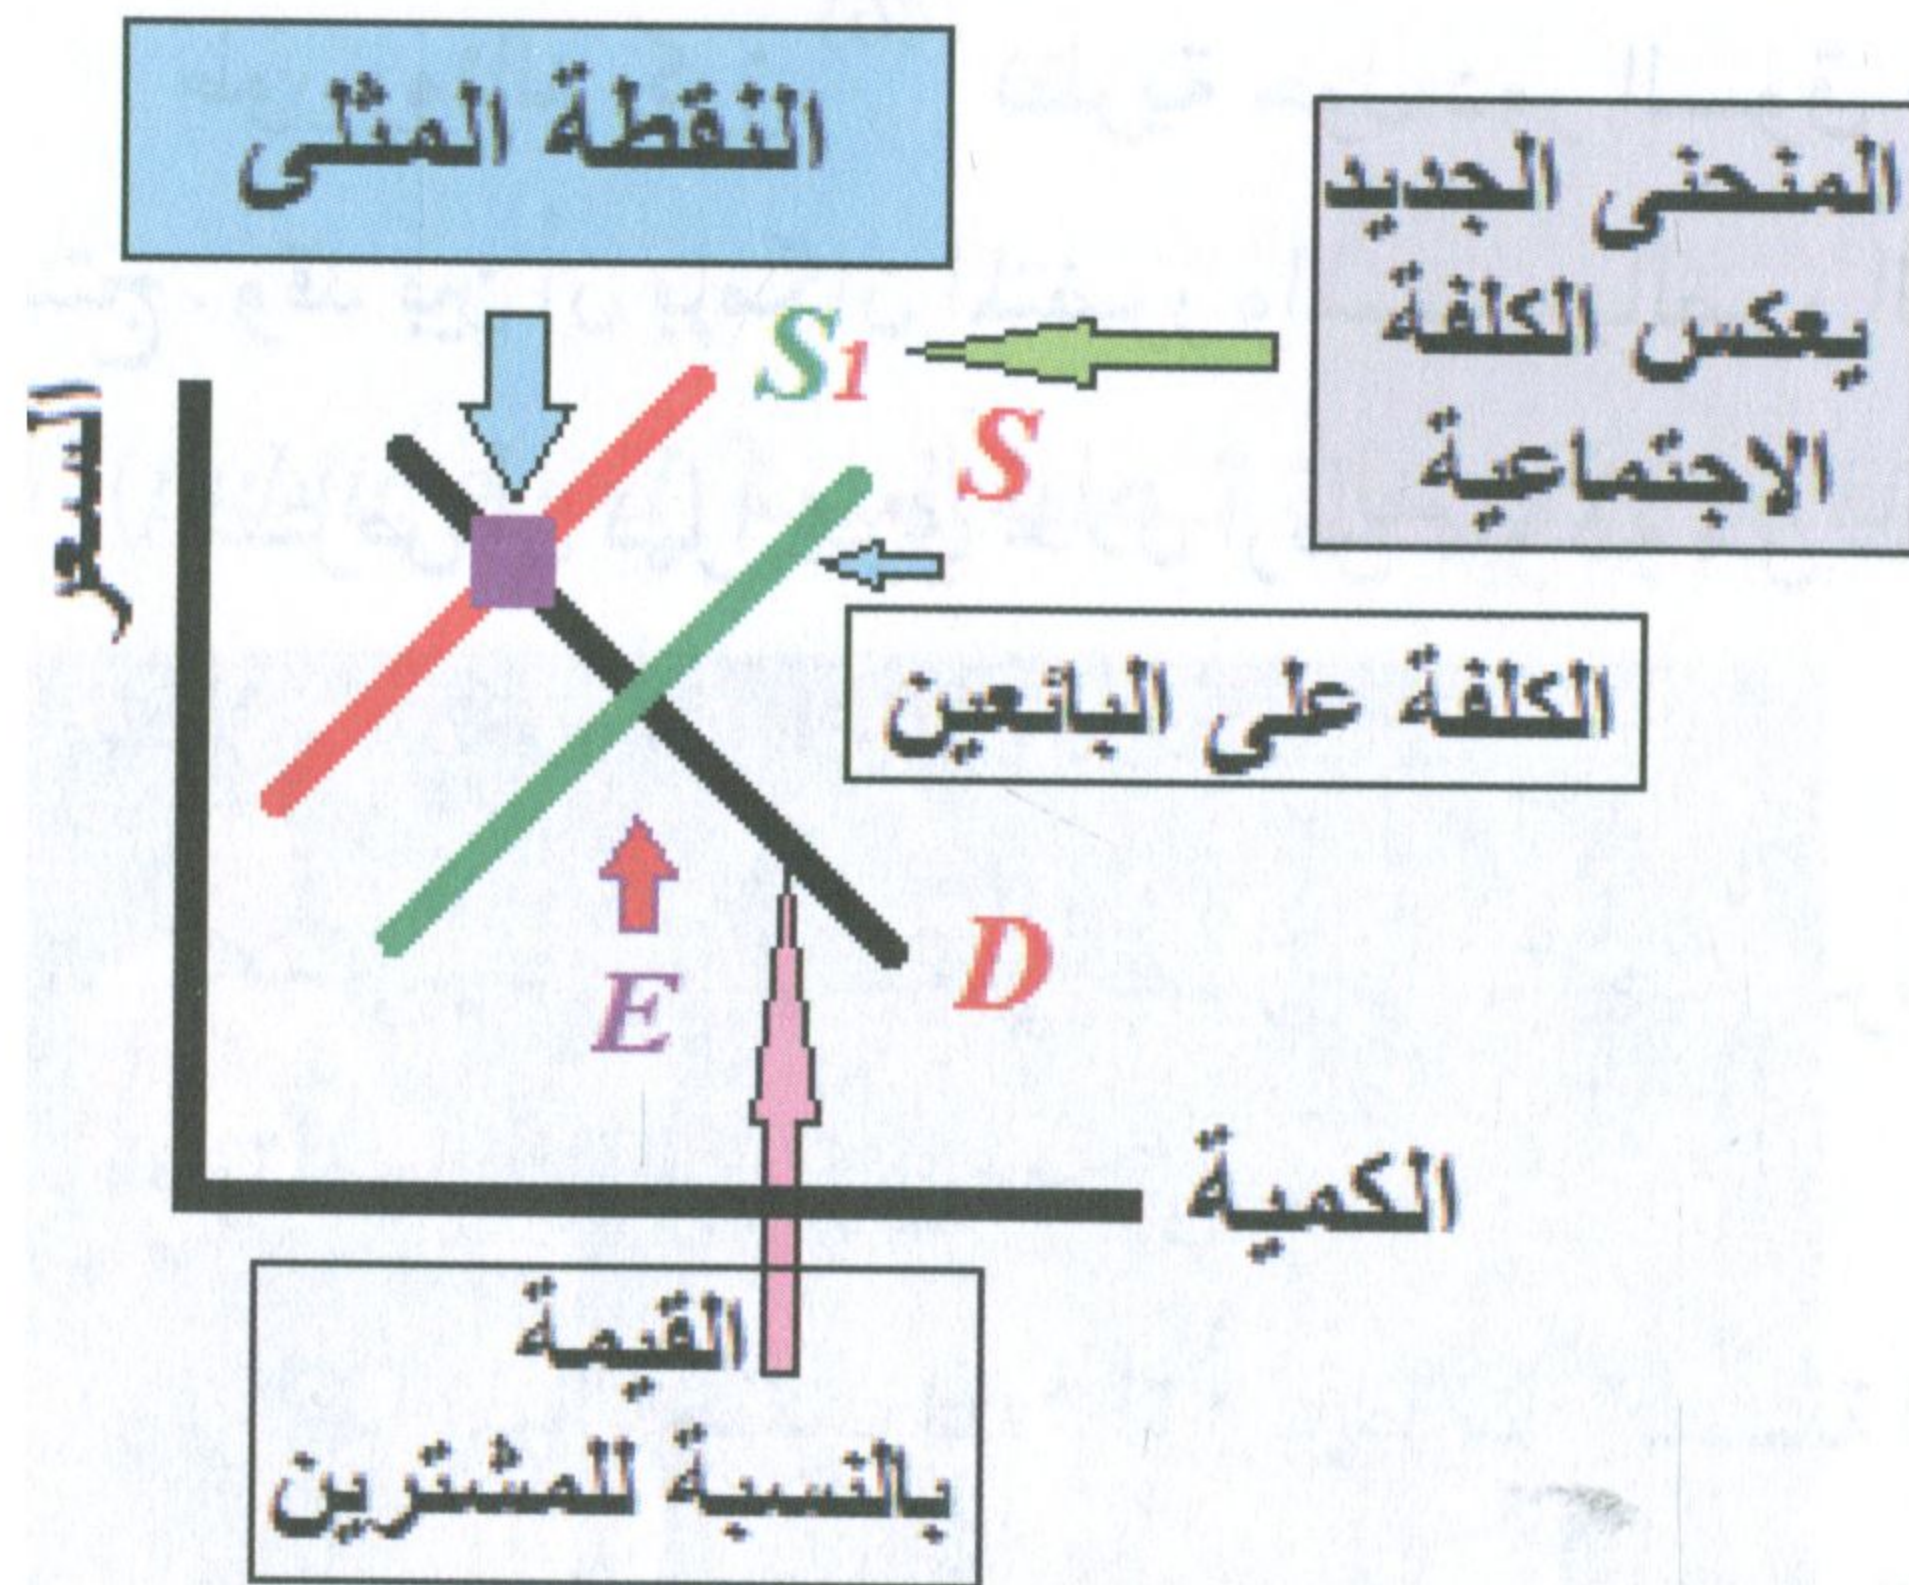 النقطة المثلى
المنحنى الجديد
يعكس الكلفة
الاجتماعية
S1
S
السعر
الكلفة على البائعين
E
D
الكمية
القيمة
بالنسبة للمشترين